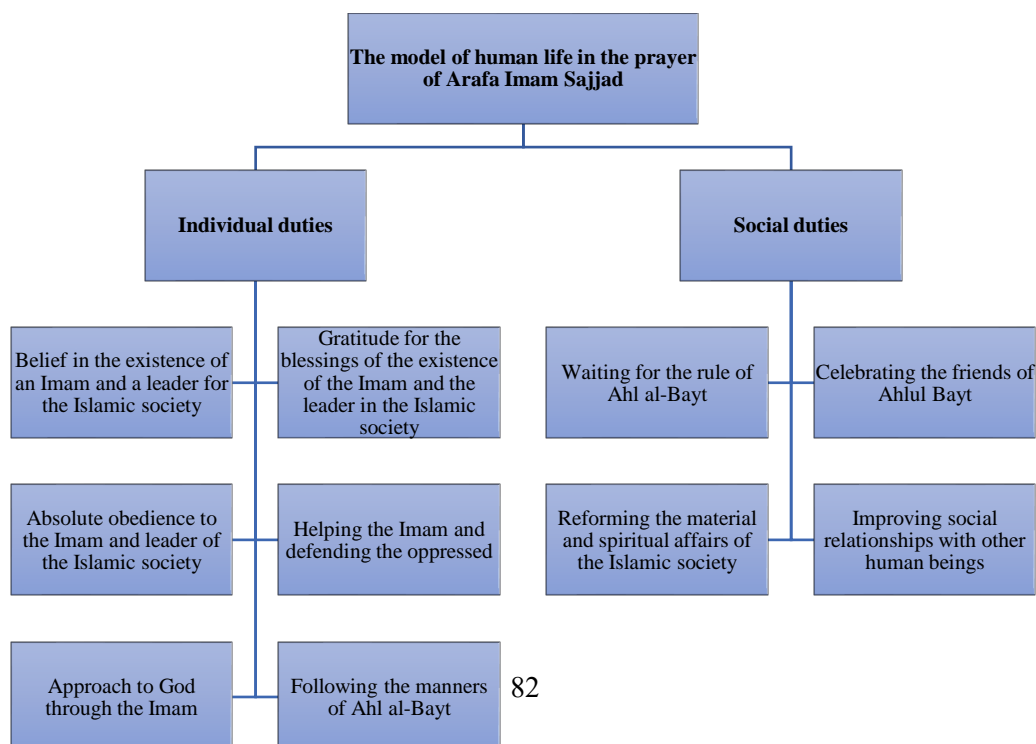 The model of human life in the prayer
of Arafa Imam Sajjad
Individual duties
Social duties
Belief in the existence of
an Imam and a leader for
the Islamic society
Gratitude for the
blessings of the existence
of the Imam and the
leader in the Islamic
society
Waiting for the rule of
Ahl al-Bayt
Celebrating the friends of
Ahlul Bayt
Absolute obedience to
the Imam and leader of
the Islamic society
Helping the Imam and
defending the oppressed
Reforming the material
and spiritual affairs of
the Islamic society
Improving social
relationships with other
human beings
Approach to God
through the Imam
Following the manners
of Ahl al-Bayt
82